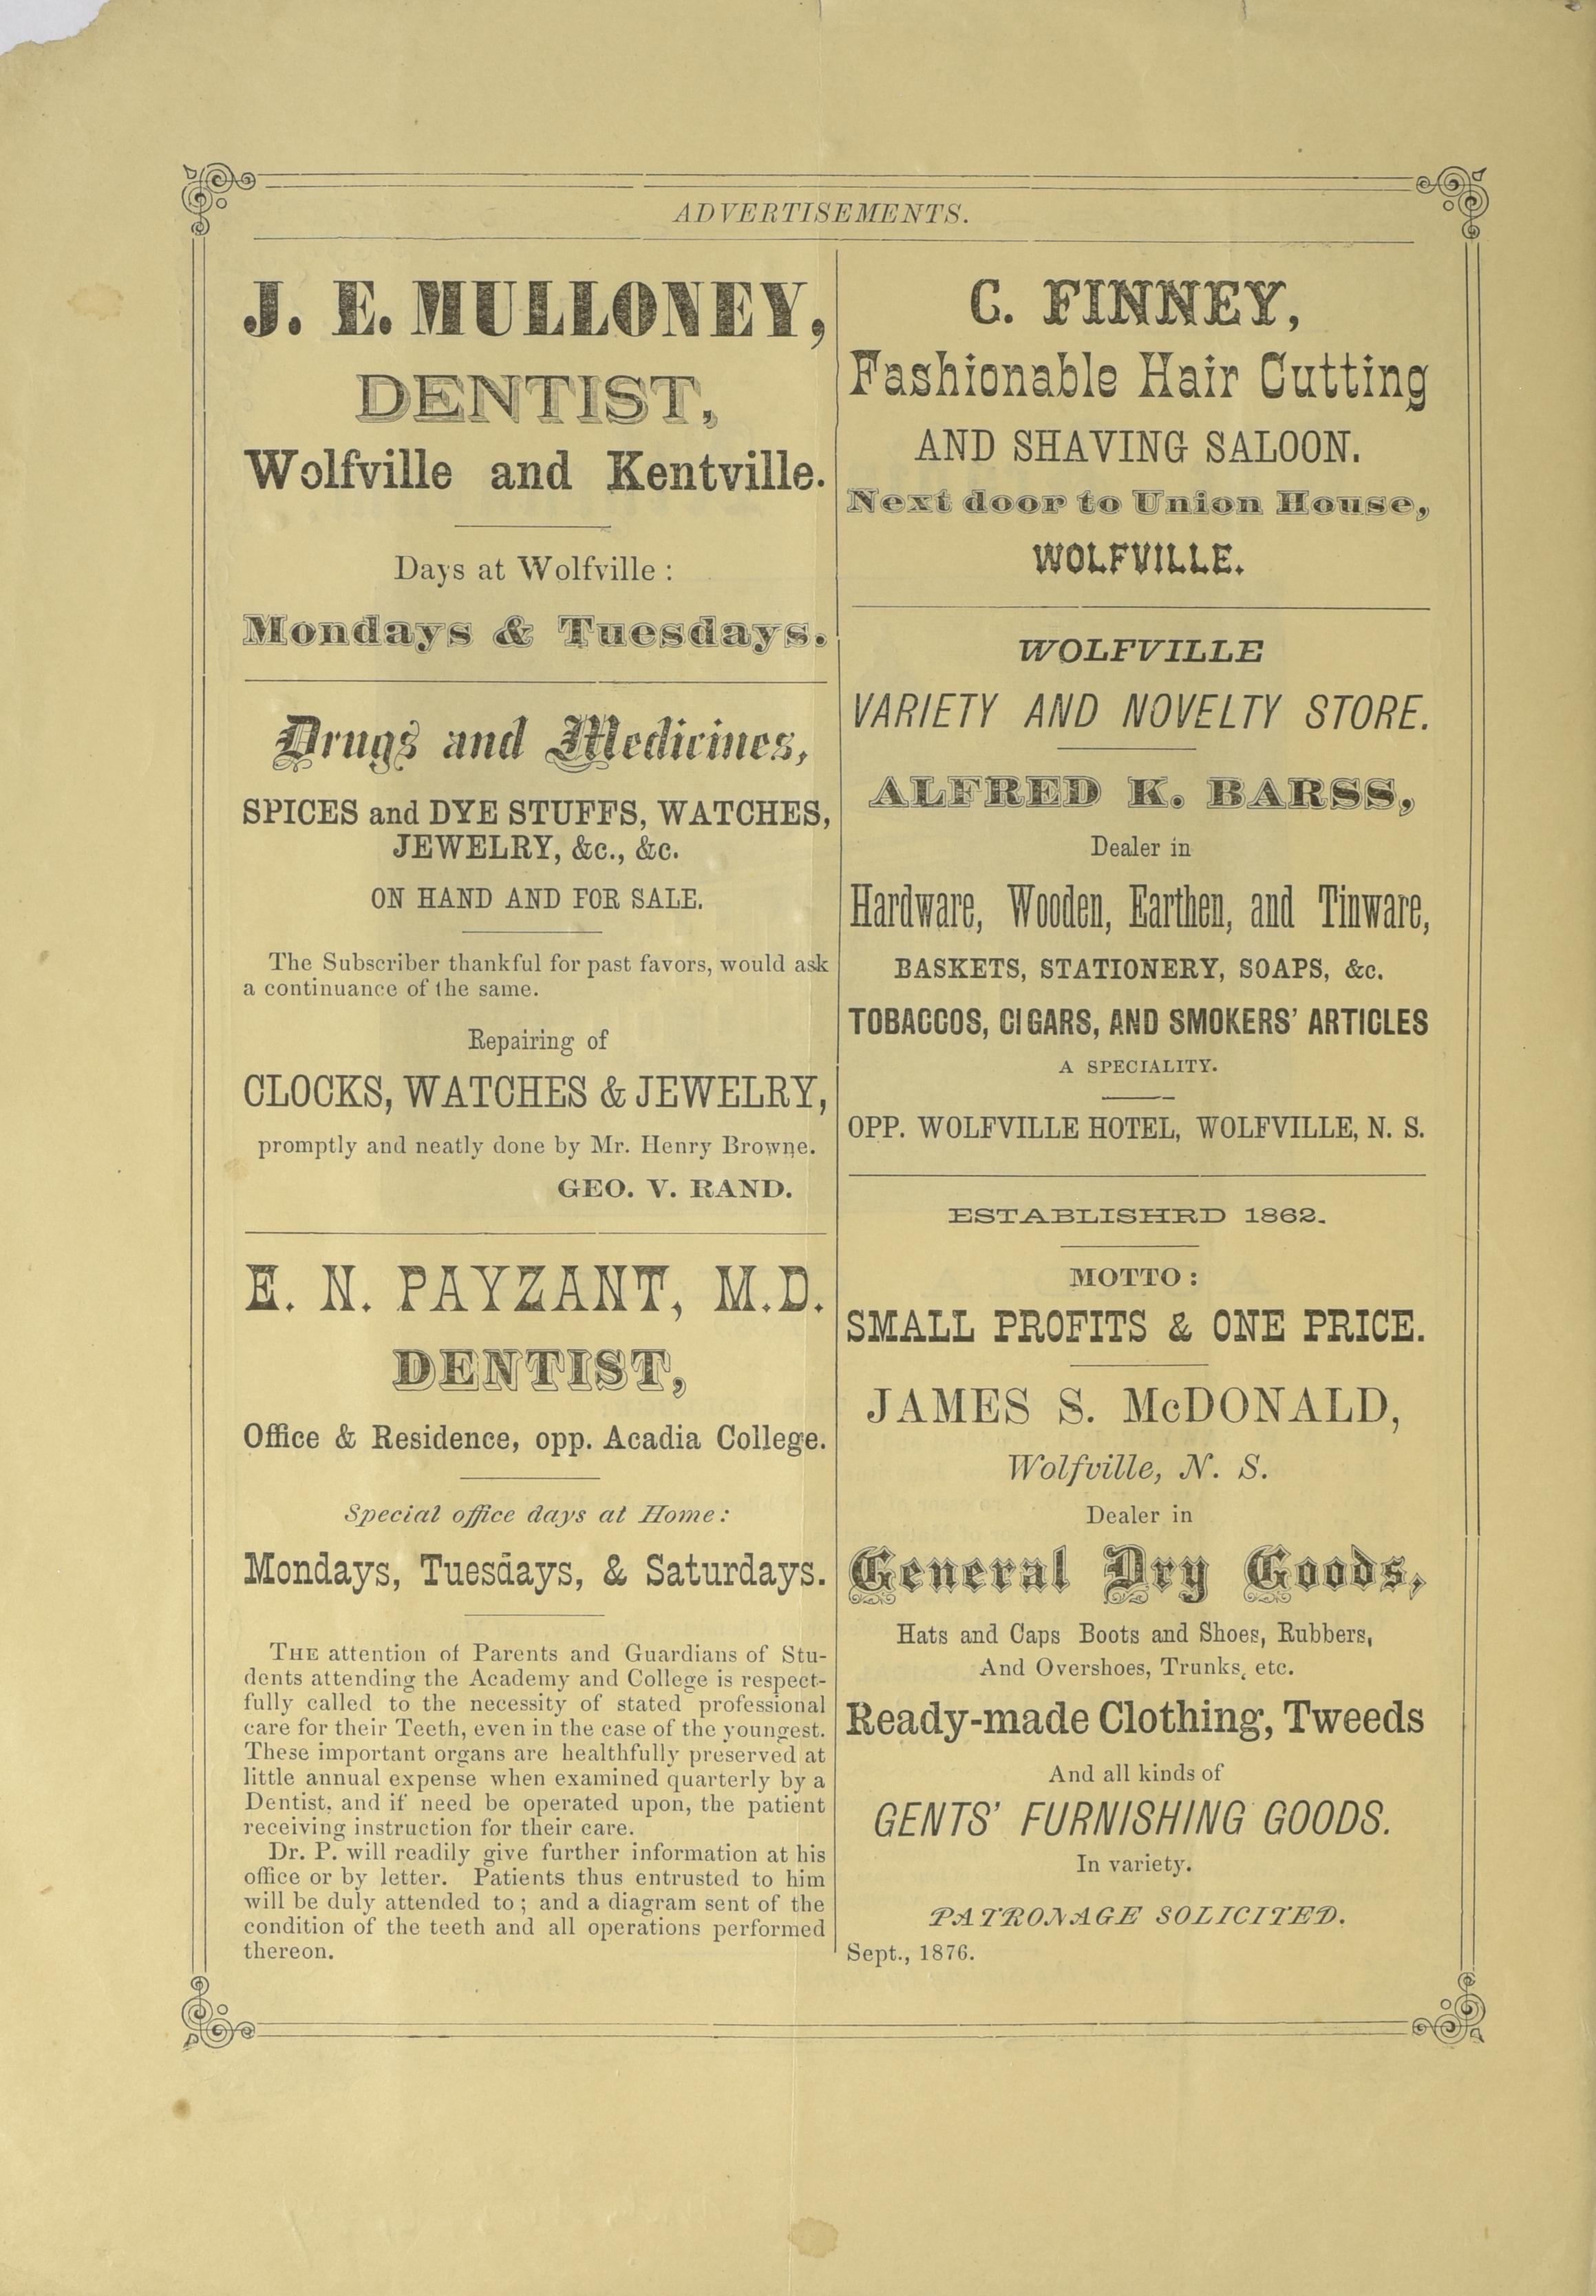 ADVERTISEMENTS.
J. E. MULLONEY,
DENTIST,
Wolfville and Kentville.
Days at Wolfville :
Mondays & Tuesdays.
Drugs and Medicines,
SPICES and DYE STUFFS, WATCHES,
JEWELRY, &c., &c.
ON HAND AND FOR SALE.
The Subscriber thankful for past favors, would ask
a continuance of the same.
Repairing of
CLOCKS, WATCHES & JEWELRY,
promptly and neatly done by Mr. Henry Browne.
GEO. V. RAND.
E. N. PAYZANT, M.D.
DENTIST,
Office & Residence, opp. Acadia College.
Special office days at Home:
Mondays, Tuesdays, & Saturdays.
THE attention of Parents and Guardians of Stu-
dents attending the Academy and College is respect-
fully called to the necessity of stated professional
care for their Teeth, even in the case of the youngest.
These important organs are healthfully preserved at
little annual expense when examined quarterly by a
Dentist, and if need be operated upon, the patient
receiving instruction for their care.
Dr. P. will readily give further information at his
office or by letter. Patients thus entrusted to him
will be duly attended to ; and a diagram sent of the
condition of the teeth and all operations performed
thereon.
C. FINNEY,
Fashionable Hair Cutting
AND SHAVING SALOON.
Next door to Union House,
WOLFVILLE.
WOLFVILLE
VARIETY AND NOVELTY STORE.
ALFRED K. BARSS,
Dealer in
Hardware, Wooden, Earthen, and Tinware,
BASKETS, STATIONERY, SOAPS, &c.
TOBACCOS, CIGARS, AND SMOKERS' ARTICLES
A SPECIALITY.
OPP. WOLFVILLE HOTEL, WOLFVILLE, N. S.
ESTABLISHRD 1862.
MOTTO :
SMALL PROFITS & ONE PRICE.
JAMES S. McDONALD,
Wolfville, N. S.
Dealer in
General Dry Goods,
Hats and Caps Boots and Shoes, Rubbers,
And Overshoes, Trunks, etc.
Ready-made Clothing, Tweeds
And all kinds of
GENTS' FURNISHING GOODS.
In variety.
PATRONAGE SOLICITED.
Sept., 1876.